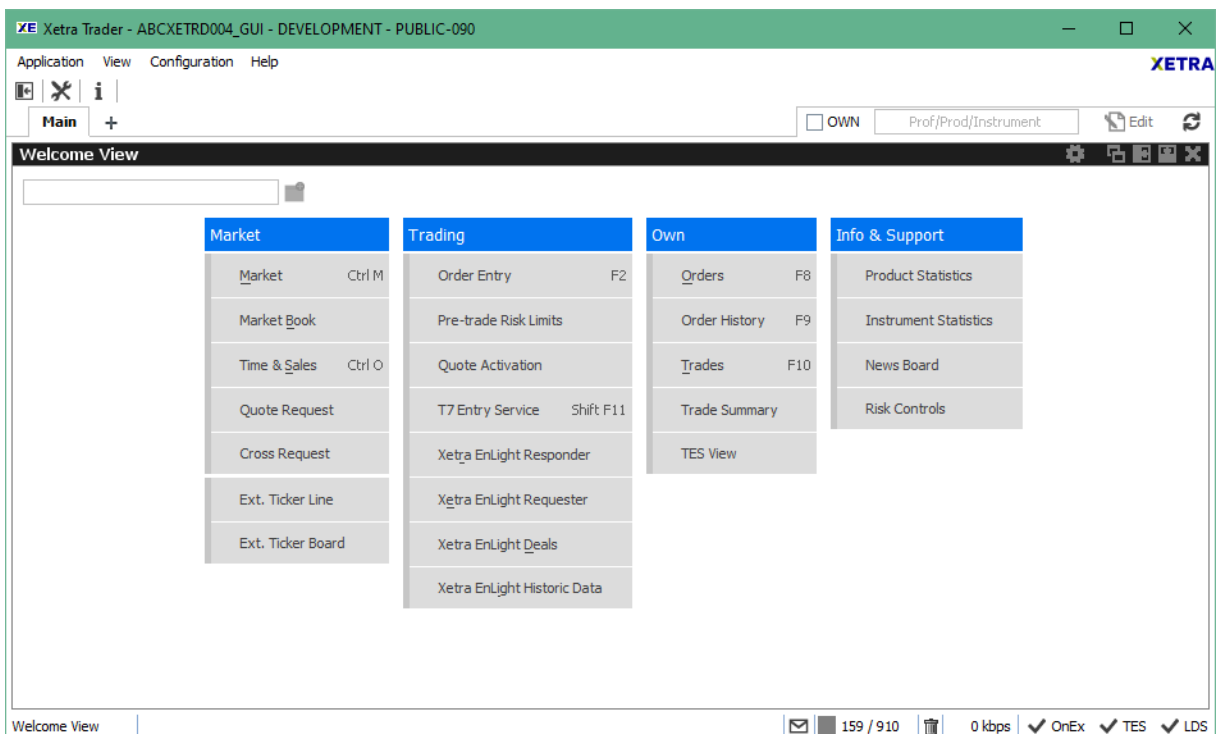 XE Xetra Trader - ABCXETRD004_GUI - DEVELOPMENT - PUBLIC-090
Application View Configuration Help
XETRA
Main +
OWN Prof/Prod/Instrument Edit
Welcome View
Market
Market Ctrl M
Market Book
Time & Sales Ctrl O
Quote Request
Cross Request
Ext. Ticker Line
Ext. Ticker Board
Trading
Order Entry F2
Pre-trade Risk Limits
Quote Activation
T7 Entry Service Shift F11
Xetra EnLight Responder
Xetra EnLight Requester
Xetra EnLight Deals
Xetra EnLight Historic Data
Own
Orders F8
Order History F9
Trades F10
Trade Summary
TES View
Info & Support
Product Statistics
Instrument Statistics
News Board
Risk Controls
Welcome View 159 / 910 0 kbps OnEx TES LDS